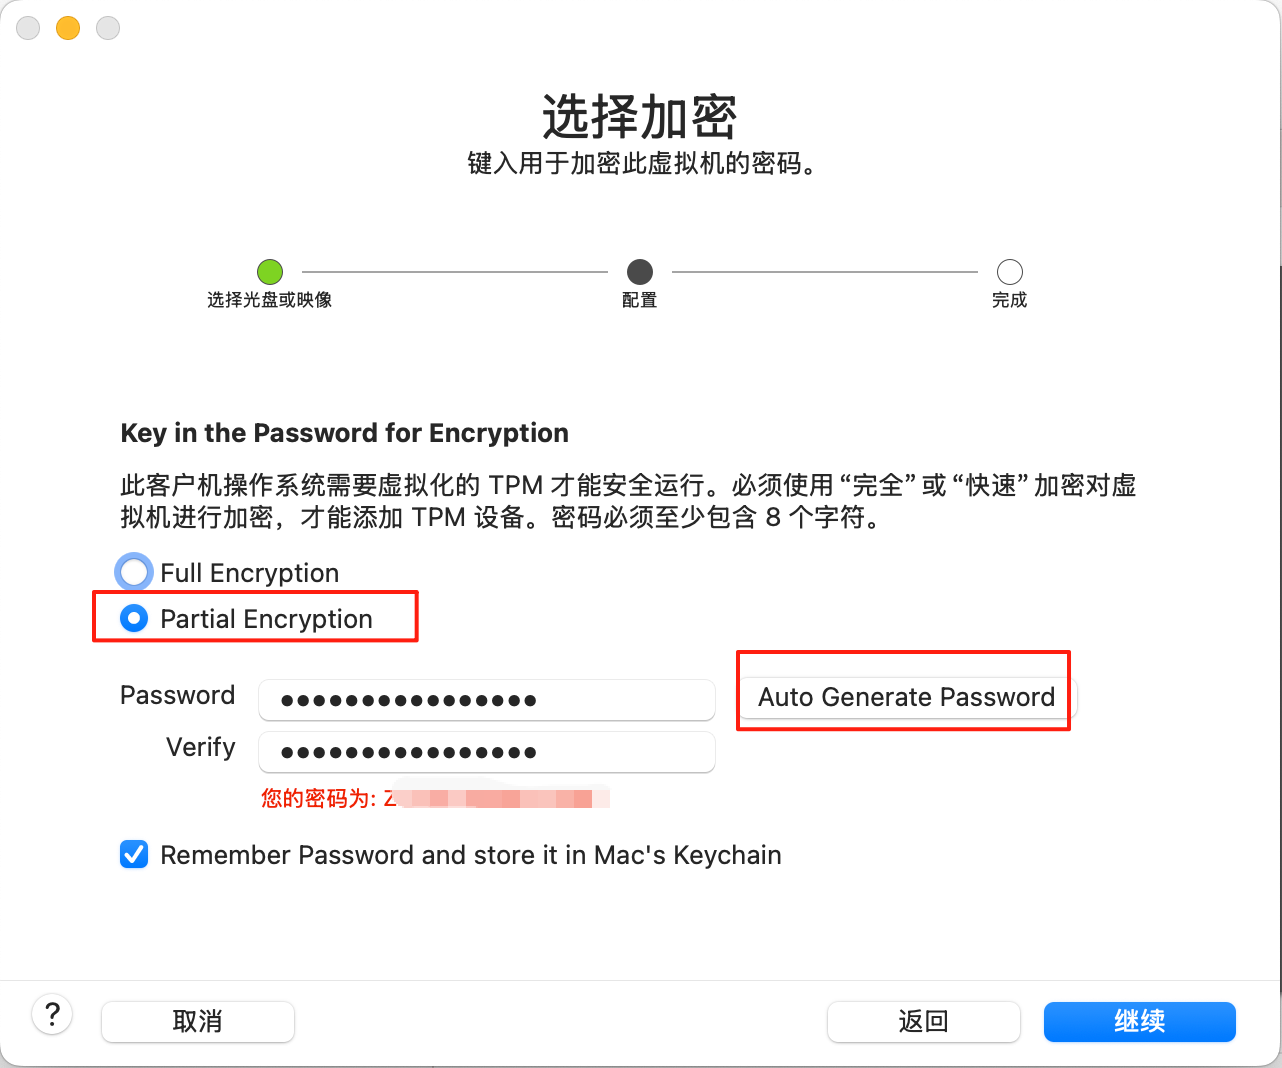 选择加密
键入用于加密此虚拟机的密码。
选择光盘或映像
配置
完成
Key in the Password for Encryption
此客户机操作系统需要虚拟化的 TPM 才能安全运行。必须使用“完全”或“快速”加密对虚
拟机进行加密，才能添加 TPM 设备。密码必须至少包含 8 个字符。
Full Encryption
Partial Encryption
Password
Auto Generate Password
Verify
您的密码为: Z
Remember Password and store it in Mac's Keychain
?
取消
返回
继续